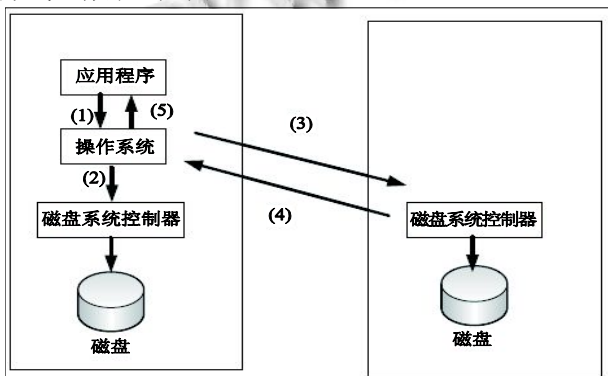 应用程序
(1)
(5)
操作系统
(2)
磁盘系统控制器
磁盘
(3)
(4)
磁盘系统控制器
磁盘